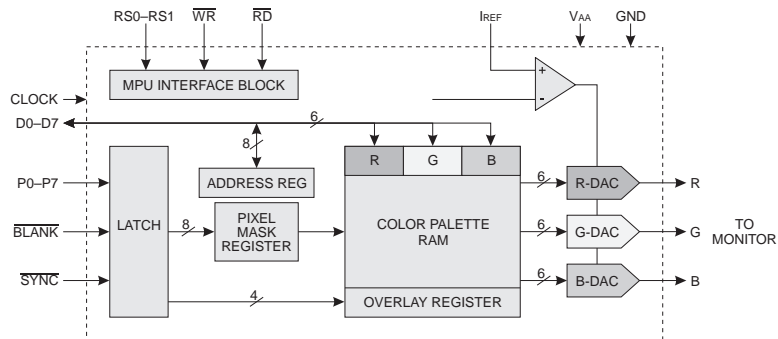 RS0–RS1 WR RD IREF VAA GND
MPU INTERFACE BLOCK
+
-
CLOCK
D0–D7
6
8
R G B
ADDRESS REG
6
R-DAC
R
P0–P7
LATCH
8
PIXEL
MASK
REGISTER
COLOR PALETTE
RAM
6
G-DAC
G
TO
MONITOR
BLANK
SYNC
4
OVERLAY REGISTER
6
B-DAC
B